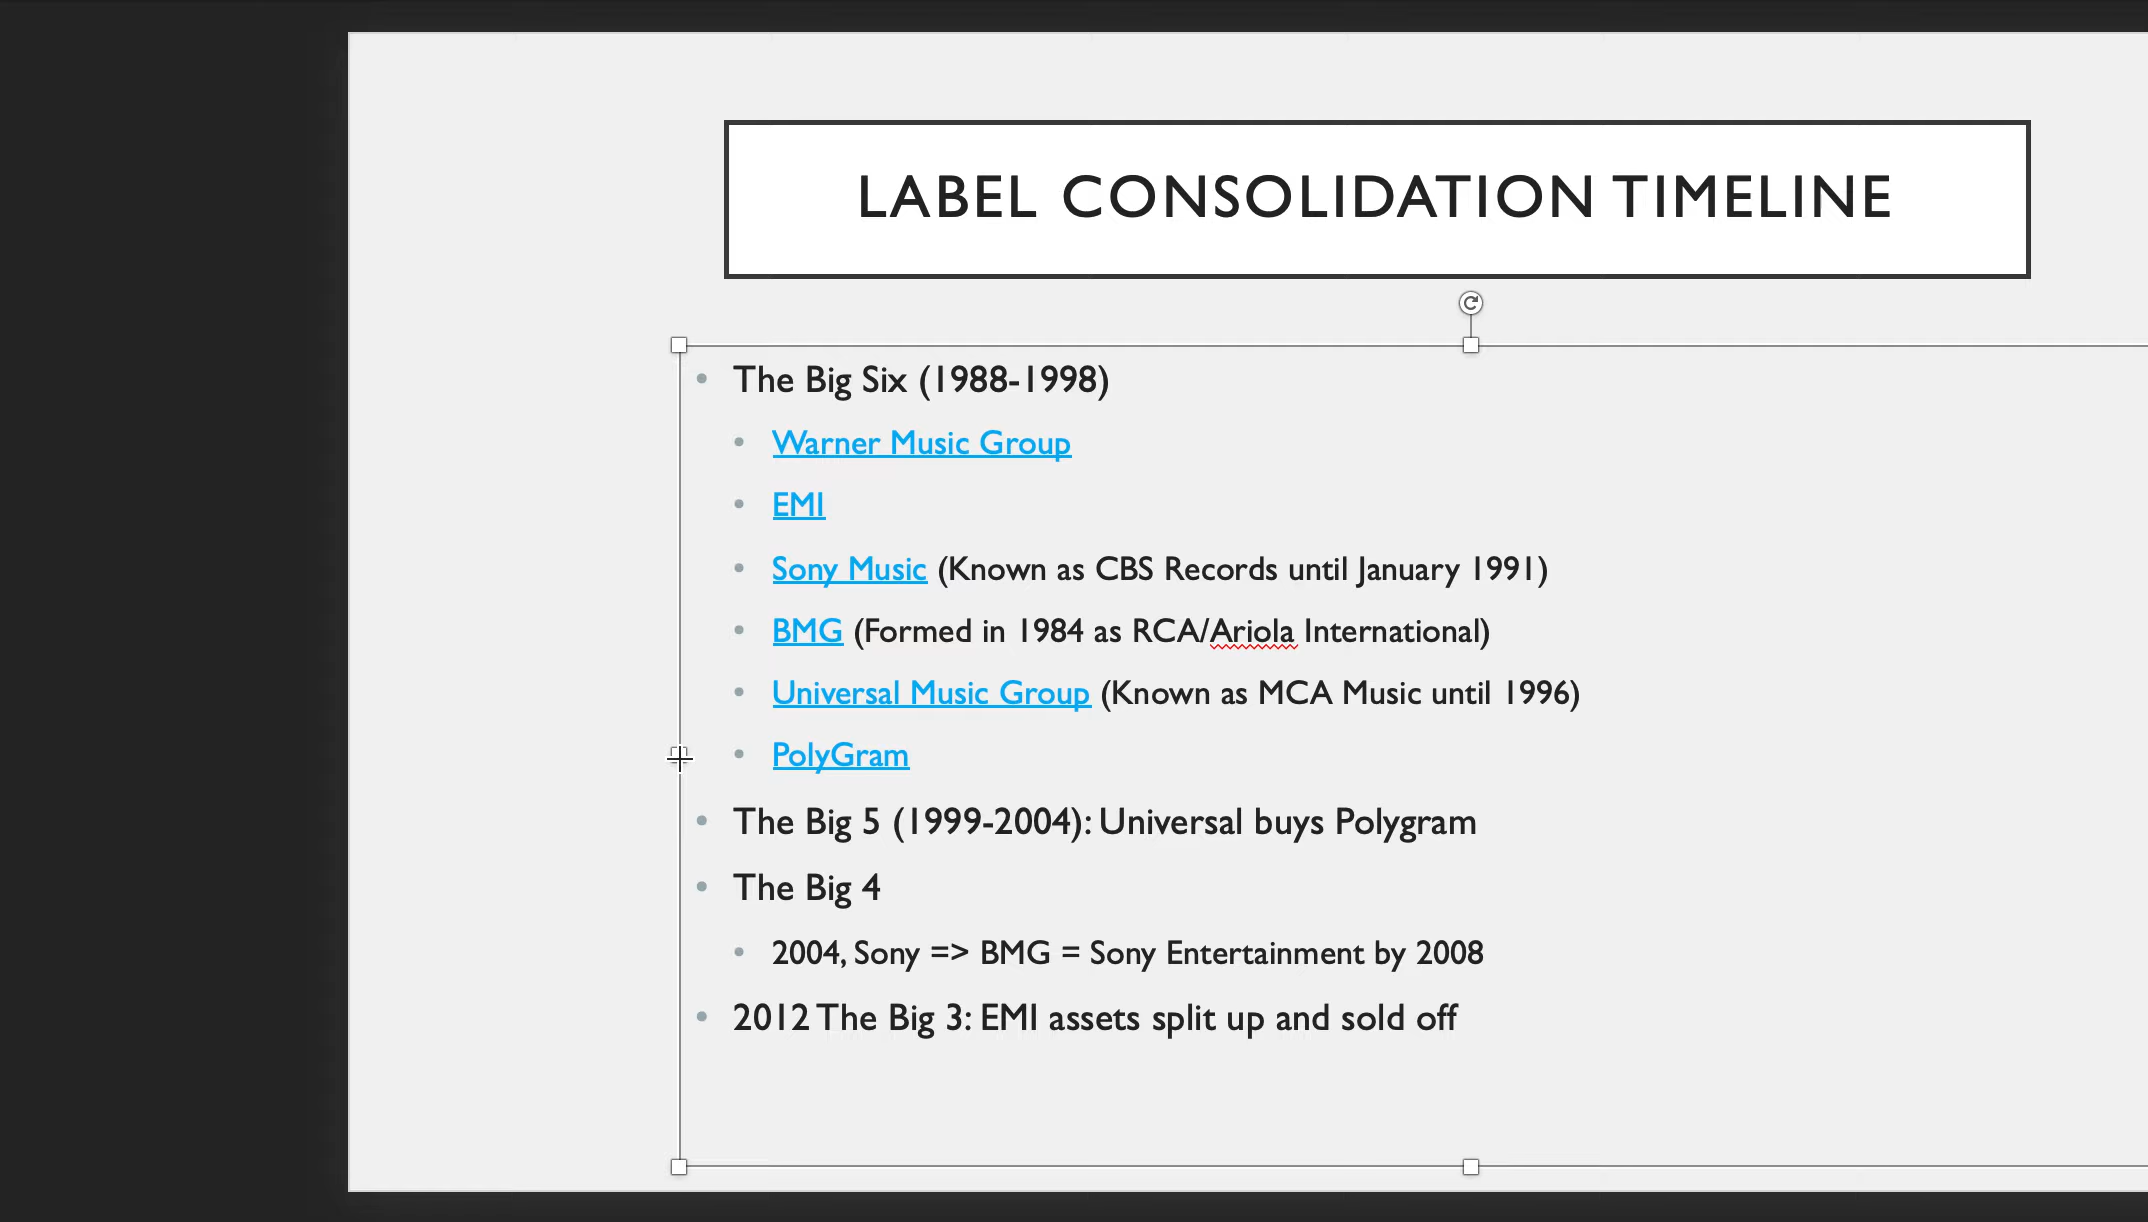 LABEL CONSOLIDATION TIMELINE
The Big Six (1988-1998)
Warner Music Group
EMI
Sony Music (Known as CBS Records until January 1991)
BMG (Formed in 1984 as RCA/Ariola International)
Universal Music Group (Known as MCA Music until 1996)
PolyGram
The Big 5 (1999-2004): Universal buys Polygram
The Big 4
2004, Sony => BMG = Sony Entertainment by 2008
2012 The Big 3: EMI assets split up and sold off